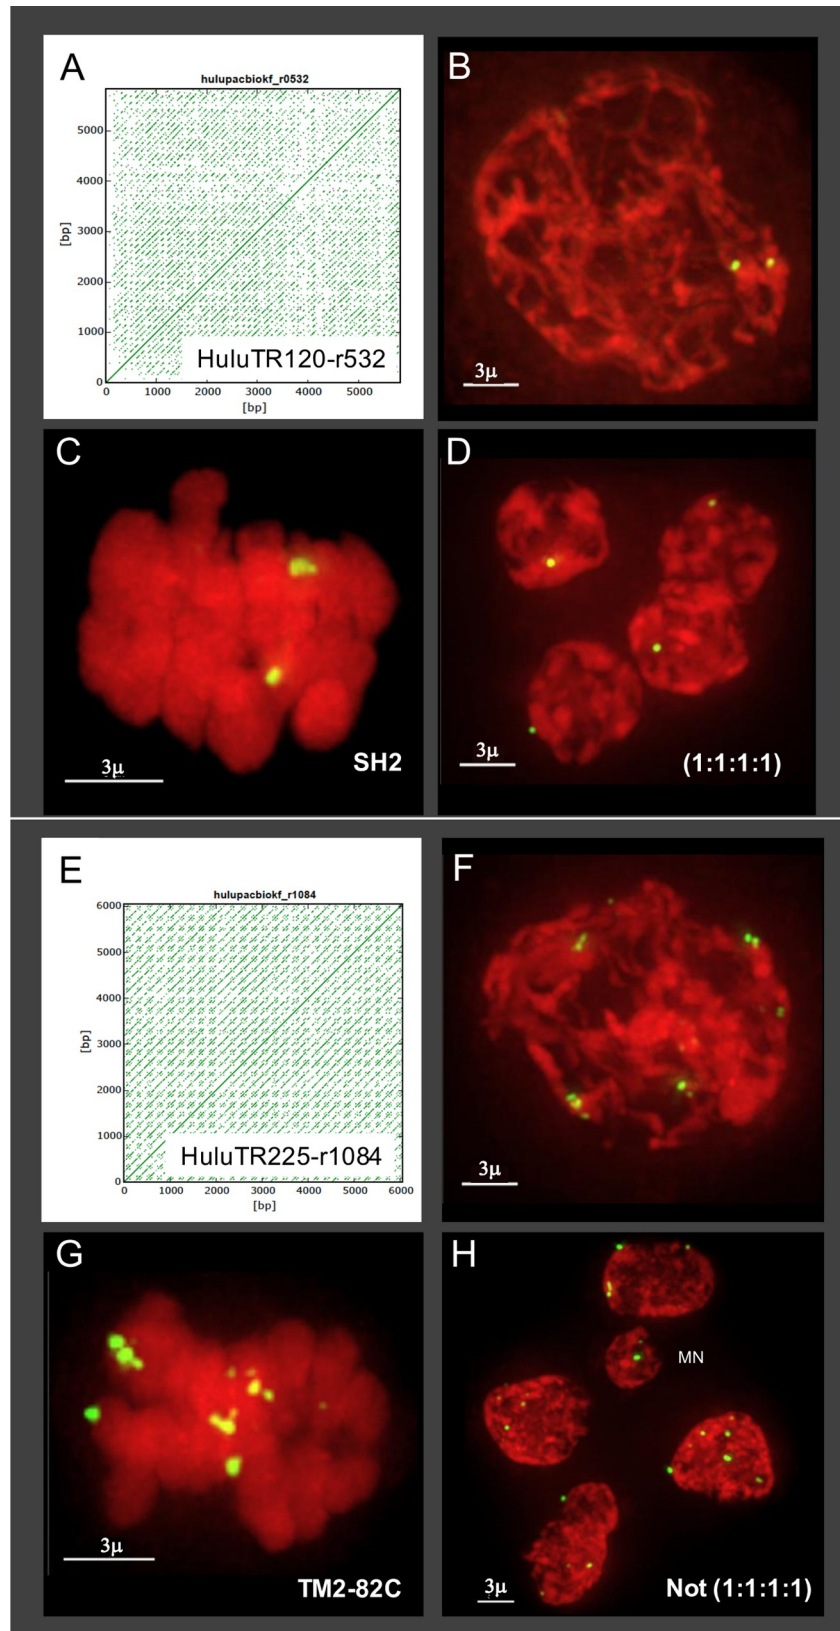 A
hulupacbiokf_r0532
5000
4000
3000
2000
1000
0
[bp]
0 1000 2000 3000 4000 5000
[bp]
HuluTR120-r532
B
3µ
C
3µ
SH2
D
3µ
(1:1:1:1)
E
hulupacbiokf_r1084
6000
5000
4000
3000
2000
1000
0
[bp]
0 1000 2000 3000 4000 5000 6000
[bp]
HuluTR225-r1084
F
3µ
G
3µ
TM2-82C
H
MN
3µ
Not (1:1:1:1)